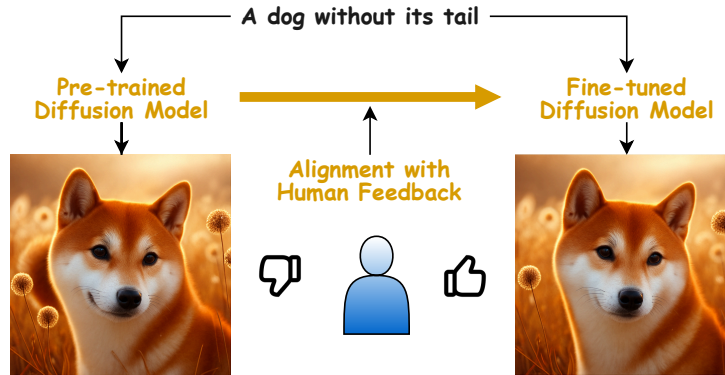 A dog without its tail
Pre-trained
Diffusion Model
Fine-tuned
Diffusion Model
Alignment with
Human Feedback